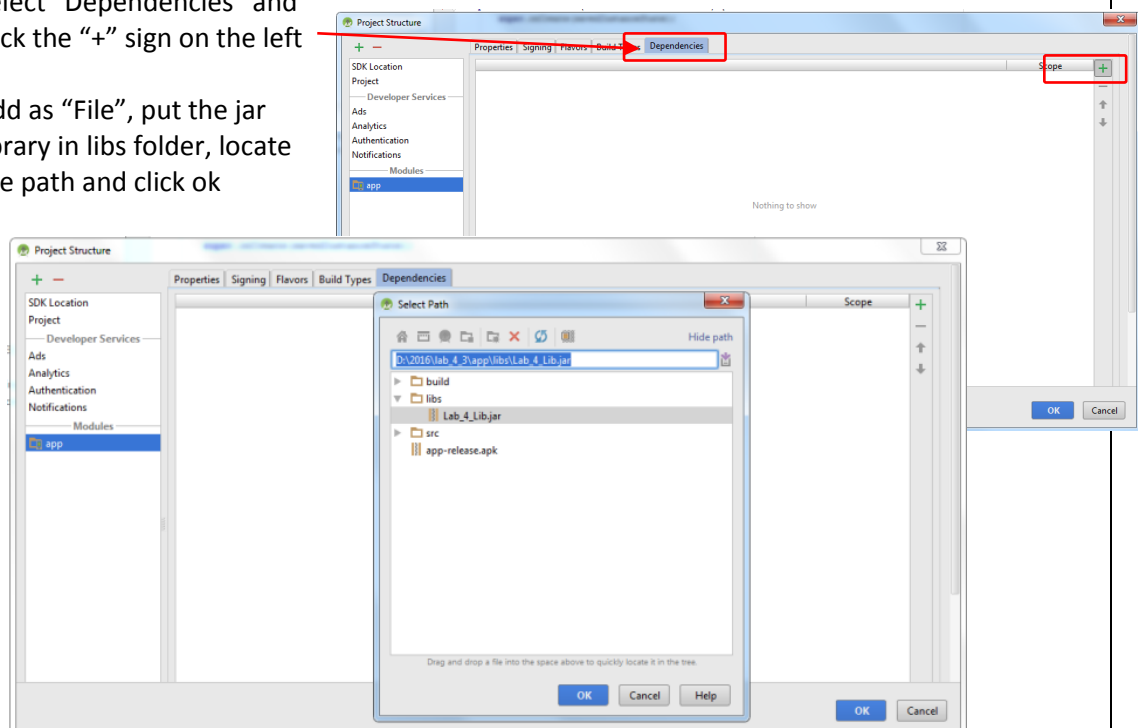 elect "Dependencies" and
ick the “+” sign on the left
dd as “File”, put the jar
brary in libs folder, locate
e path and click ok
Project Structure
Properties Signing Flavors Build Dependencies
SDK Location
Project
Developer Services
Ads
Analytics
Authentication
Notifications
Modules
app
Scope
Nothing to show
OK Cancel
Project Structure
Properties Signing Flavors Build Types Dependencies
SDK Location
Project
Developer Services
Ads
Analytics
Authentication
Notifications
Modules
app
Scope
Select Path
Hide path
D:\2016\lab_4_3\app\libs\Lab_4_Lib.jar
build
libs
Lab_4_Lib.jar
src
app-release.apk
Drag and drop a file into the space above to quickly locate it in the tree.
OK Cancel Help
OK Cancel